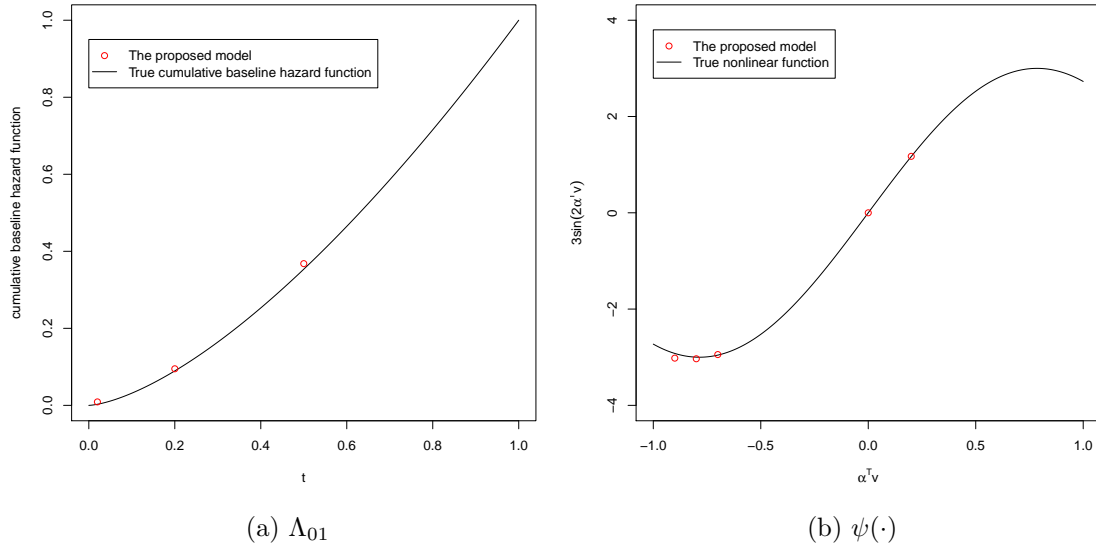 The proposed model
True cumulative baseline hazard function
cumulative baseline hazard function
0.0
0.2
0.4
0.6
0.8
1.0
0.0
0.2
0.4
0.6
0.8
1.0
t
(a) Λ01
The proposed model
True nonlinear function
3sin(2α'v)
−4
−2
0
2
4
−1.0
−0.5
0.0
0.5
1.0
αᵀv
(b) ψ(·)